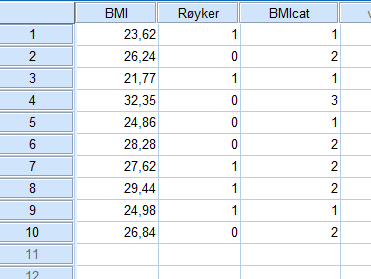 BMI Røyker BMIcat
1 23,62 1 1
2 26,24 0 2
3 21,77 1 1
4 32,35 0 3
5 24,86 0 1
6 28,28 0 2
7 27,62 1 2
8 29,44 1 2
9 24,98 1 1
10 26,84 0 2
11
12